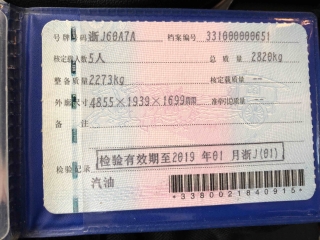 号牌号码 浙J60A7A 档案编号 331000000651
核定载人数 5人 总质量 2820kg
整备质量 2273kg 核定载质量 --
外廓尺寸 4855×1939×1699mm 准牵引总质量 --
备注
检验有效期至2019年01月浙J(01)
检验记录
汽油
*3380021640915*